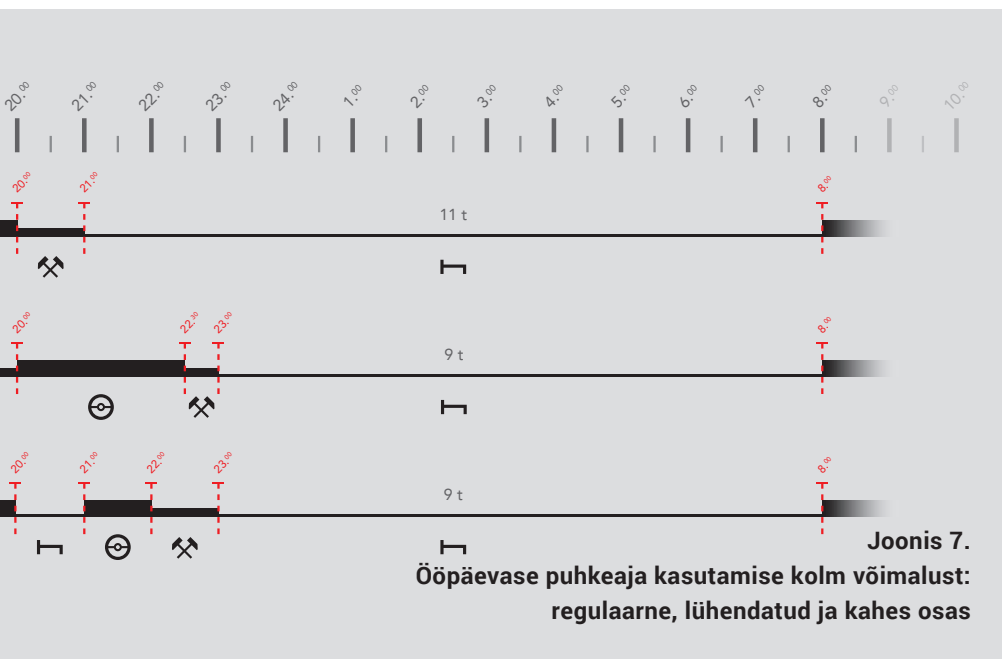 20.00 21.00 22.00 23.00 24.00 1.00 2.00 3.00 4.00 5.00 6.00 7.00 8.00 9.00 10.00
20.00 21.00 8.00
11 t
20.00 22.30 23.00 8.00
9 t
20.00 21.00 22.00 23.00 8.00
9 t
Joonis 7.
Ööpäevase puhkeaja kasutamise kolm võimalust:
regulaarne, lühendatud ja kahes osas